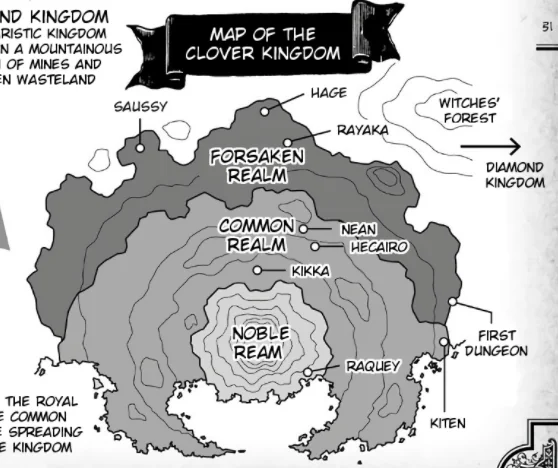 ND KINGDOM
RISTIC KINGDOM
N A MOUNTAINOUS
OF MINES AND
EN WASTELAND
MAP OF THE
CLOVER KINGDOM
31
HAGE
SAUSSY
RAYAKA
WITCHES'
FOREST
DIAMOND
KINGDOM
FORSAKEN
REALM
COMMON
REALM
NEAN
HECAIRO
KIKKA
NOBLE
REAM
RAQUEY
FIRST
DUNGEON
KITEN
THE ROYAL
E COMMON
E SPREADING
E KINGDOM